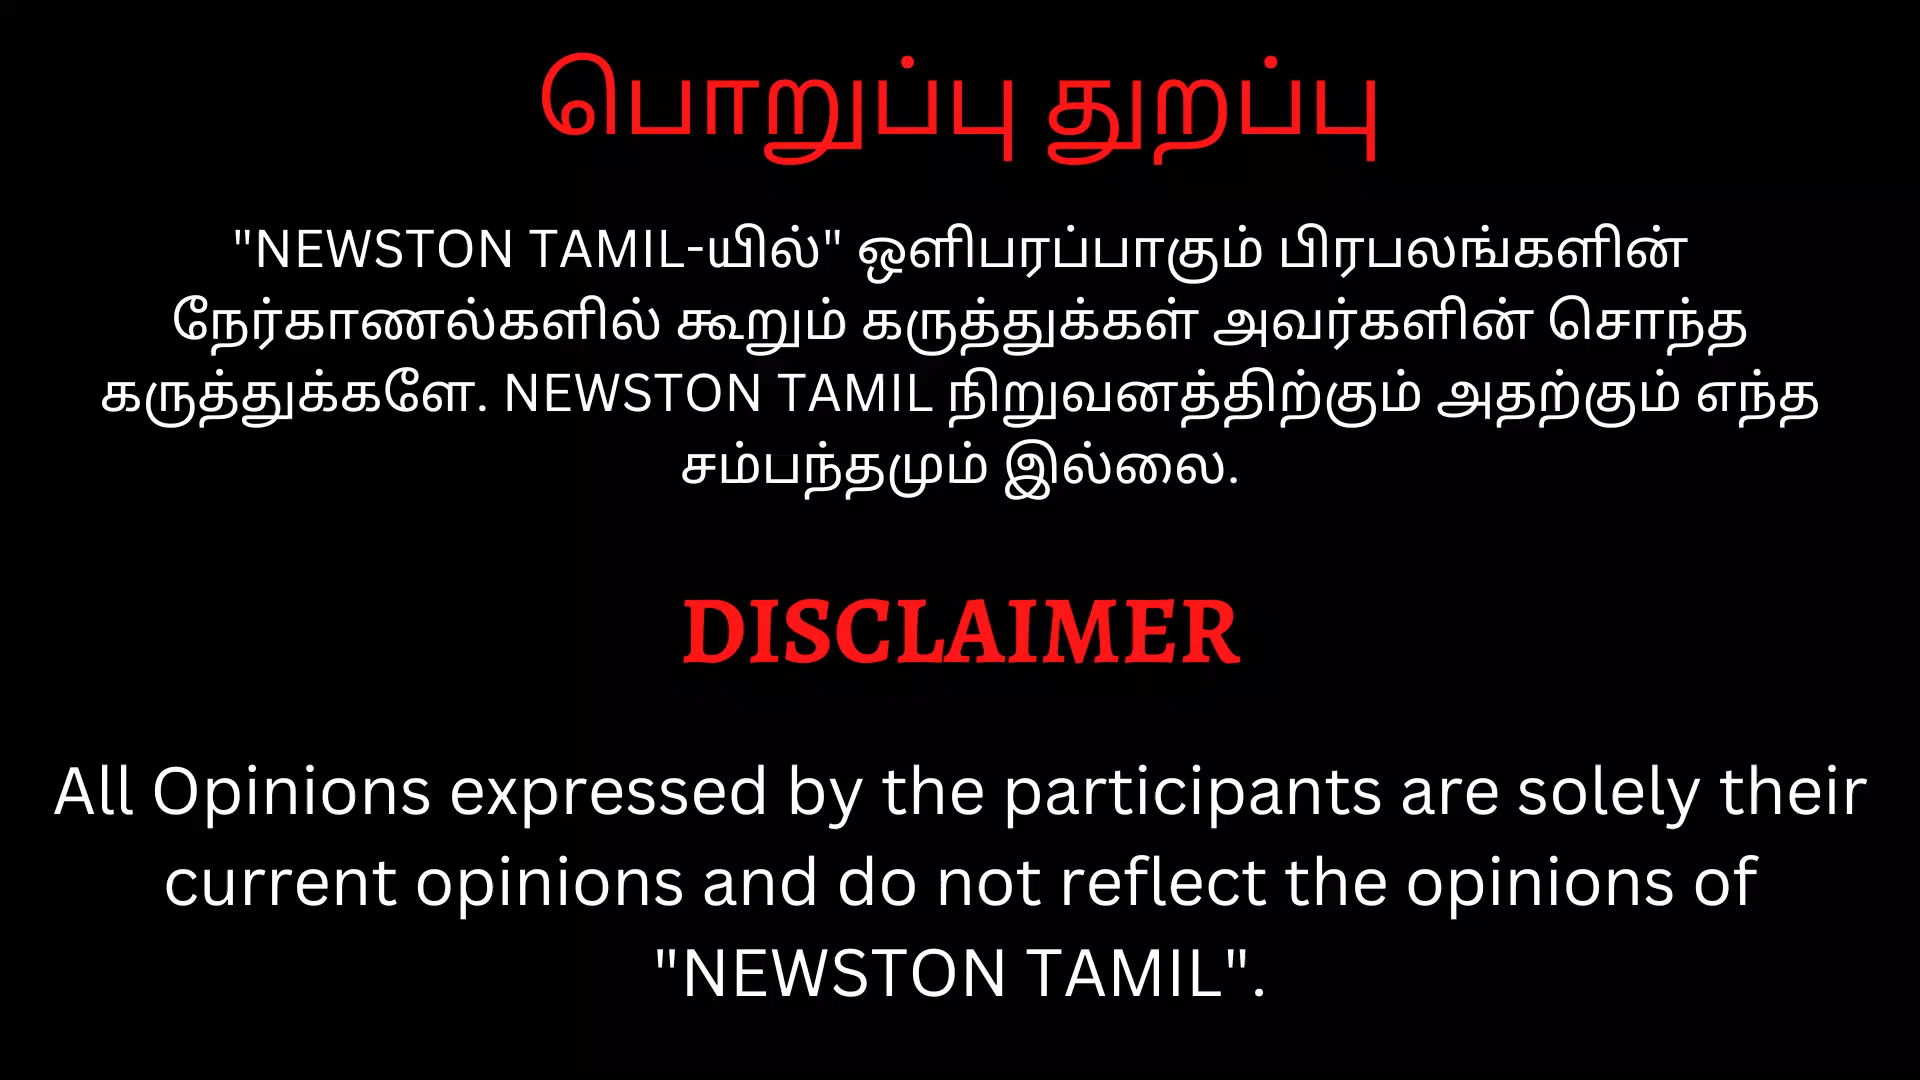 பொறுப்பு துறப்பு
"NEWSTON TAMIL-யில்" ஒளிபரப்பாகும் பிரபலங்களின்
நேர்காணல்களில் கூறும் கருத்துக்கள் அவர்களின் சொந்த
கருத்துக்களே. NEWSTON TAMIL நிறுவனத்திற்கும் அதற்கும் எந்த
சம்பந்தமும் இல்லை.
DISCLAIMER
All Opinions expressed by the participants are solely their
current opinions and do not reflect the opinions of
"NEWSTON TAMIL".